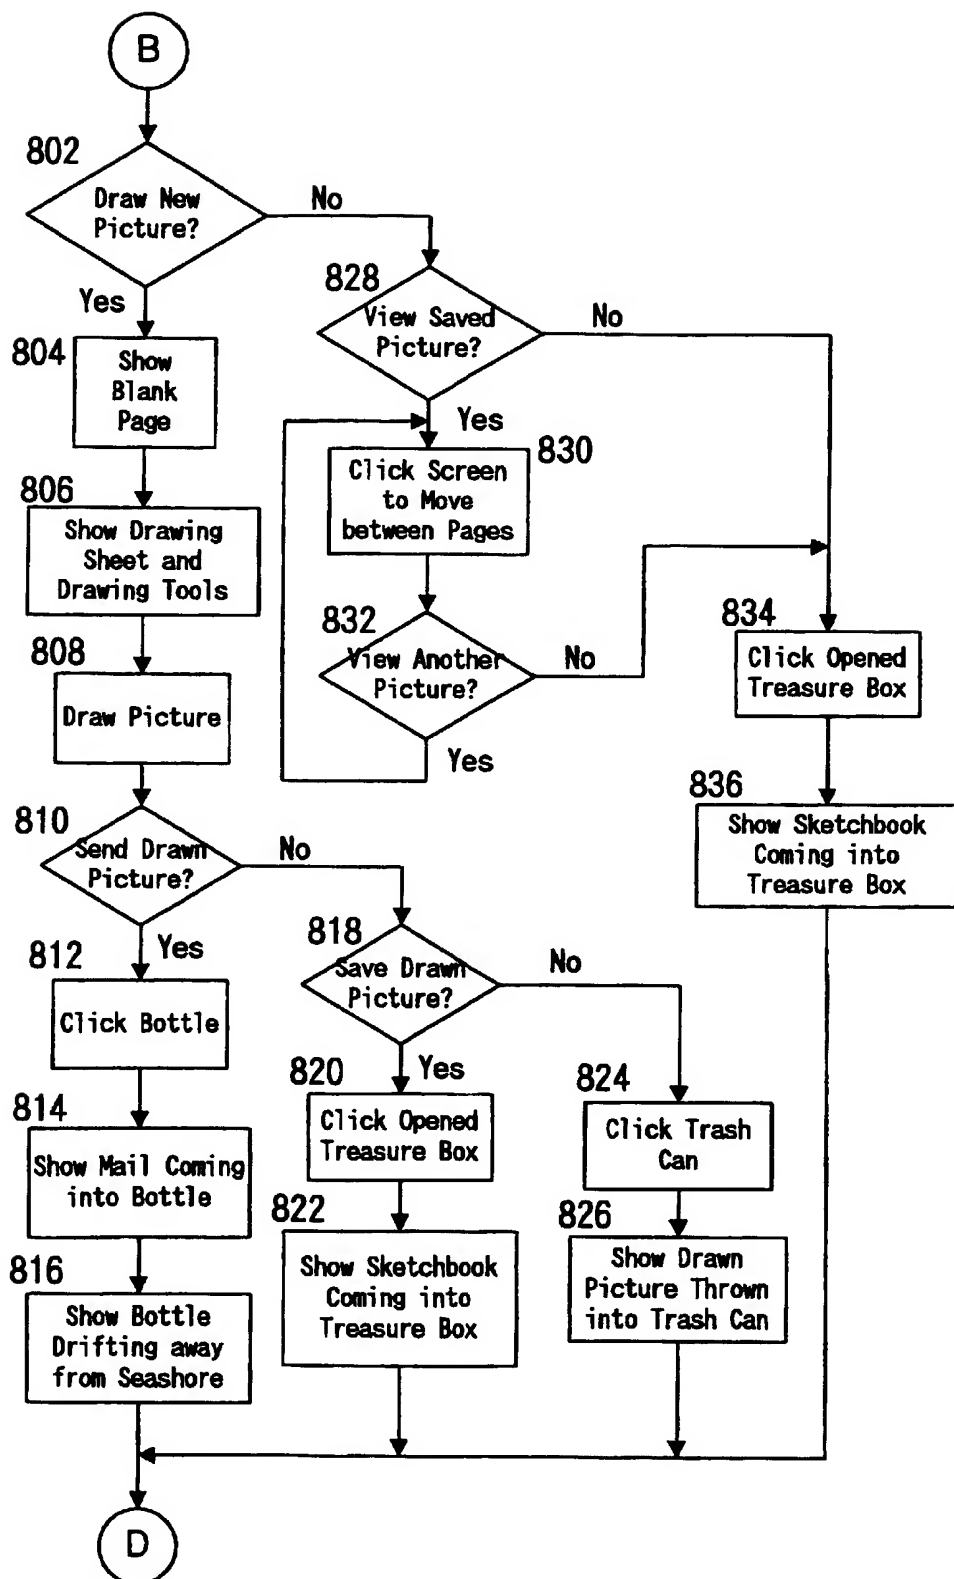 B
802
Draw New
Picture?
No
Yes
828
View Saved
Picture?
No
Yes
804
Show
Blank
Page
830
Click Screen
to Move
between Pages
806
Show Drawing
Sheet and
Drawing Tools
832
View Another
Picture?
No
Yes
834
Click Opened
Treasure Box
808
Draw Picture
836
Show Sketchbook
Coming into
Treasure Box
810
Send Drawn
Picture?
No
Yes
818
Save Drawn
Picture?
No
Yes
812
Click Bottle
820
Click Opened
Treasure Box
824
Click Trash
Can
814
Show Mail Coming
into Bottle
822
Show Sketchbook
Coming into
Treasure Box
826
Show Drawn
Picture Thrown
into Trash Can
816
Show Bottle
Drifting away
from Seashore
D